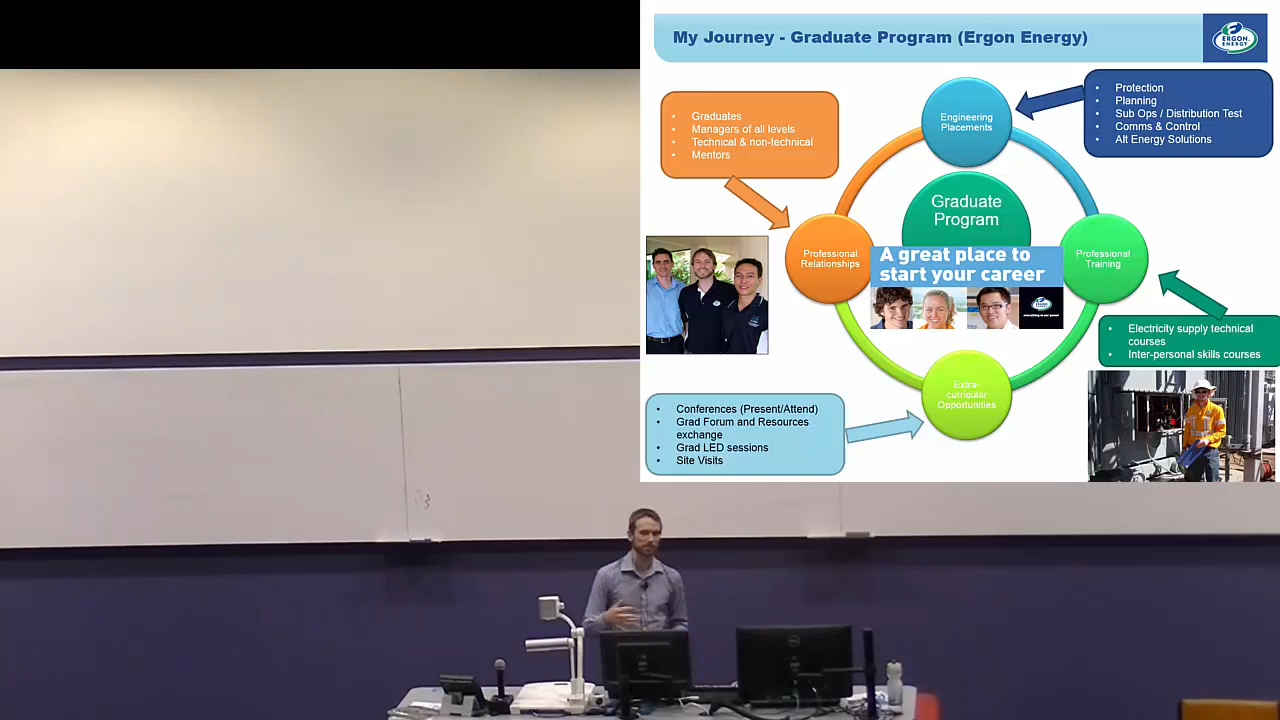 My Journey - Graduate Program (Ergon Energy)
ERGON
ENERGY
• Graduates
• Managers of all levels
• Technical & non-technical
• Mentors
Engineering
Placements
• Protection
• Planning
• Sub Ops / Distribution Test
• Comms & Control
• Alt Energy Solutions
Graduate
Program
Professional
Relationships
A great place to
start your career
Professional
Training
• Electricity supply technical
courses
• Inter-personal skills courses
Extra-
curricular
Opportunities
• Conferences (Present/Attend)
• Grad Forum and Resources
exchange
• Grad LED sessions
• Site Visits